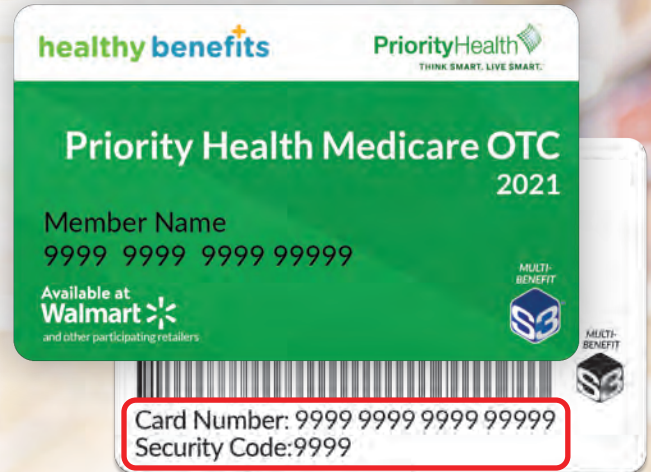 healthy benefits
PriorityHealth
THINK SMART. LIVE SMART.
Priority Health Medicare OTC
2021
Member Name
9999 9999 9999 99999
Available at
Walmart
and other participating retailers
MULTI-
BENEFIT
S3
MULTI-
BENEFIT
S3
Card Number: 9999 9999 9999 99999
Security Code:9999